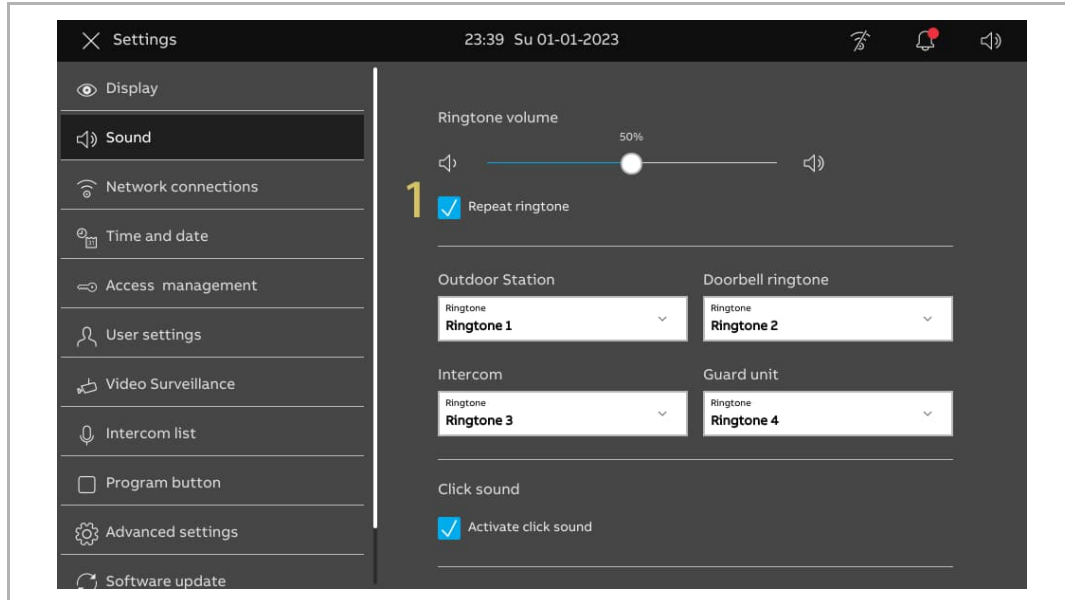 Settings
23:39 Su 01-01-2023
Display
Sound
Network connections
Time and date
Access management
User settings
Video Surveillance
Intercom list
Program button
Advanced settings
Software update
Ringtone volume
50%
1
Repeat ringtone
Outdoor Station
Ringtone
Ringtone 1
Doorbell ringtone
Ringtone
Ringtone 2
Intercom
Ringtone
Ringtone 3
Guard unit
Ringtone
Ringtone 4
Click sound
Activate click sound